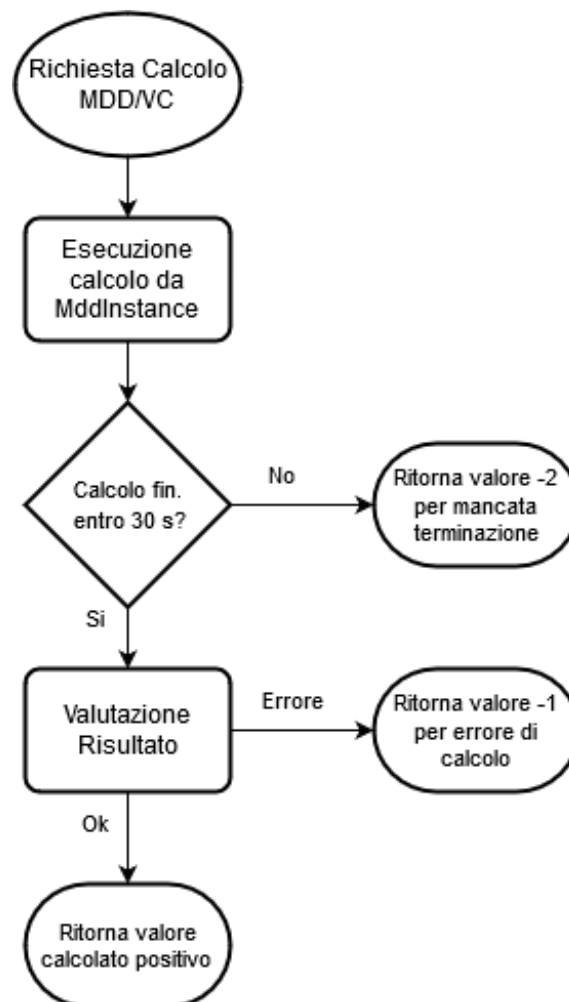 Richiesta Calcolo
MDD/VC
Esecuzione
calcolo da
MddInstance
Calcolo fin.
entro 30 s?
No
Ritorna valore -2
per mancata
terminazione
Si
Valutazione
Risultato
Errore
Ritorna valore -1
per errore di
calcolo
Ok
Ritorna valore
calcolato positivo